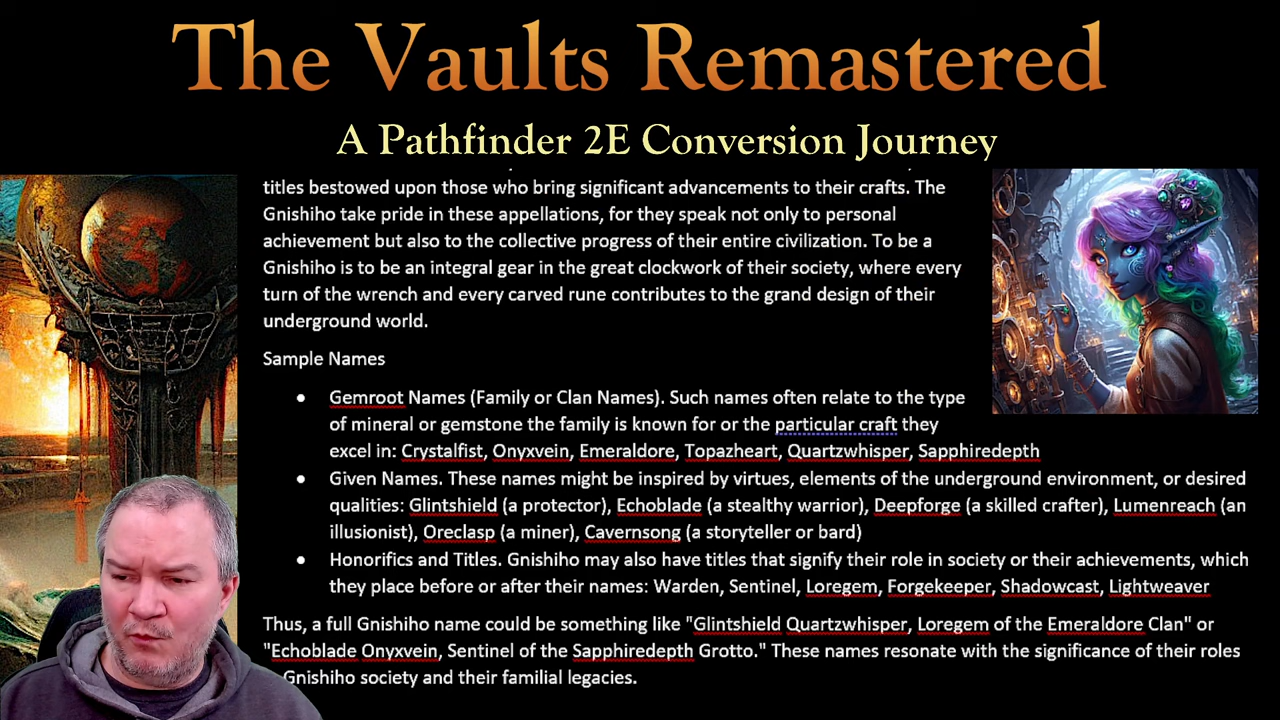 The Vaults Remastered
A Pathfinder 2E Conversion Journey
titles bestowed upon those who bring significant advancements to their crafts. The
Gnishiho take pride in these appellations, for they speak not only to personal
achievement but also to the collective progress of their entire civilization. To be a
Gnishiho is to be an integral gear in the great clockwork of their society, where every
turn of the wrench and every carved rune contributes to the grand design of their
underground world.
Sample Names
• Gemroot Names (Family or Clan Names). Such names often relate to the type
of mineral or gemstone the family is known for or the particular craft they
excel in: Crystalfist, Onyxvein, Emeraldore, Topazheart, Quartzwhisper, Sapphiredepth
• Given Names. These names might be inspired by virtues, elements of the underground environment, or desired
qualities: Glintshield (a protector), Echoblade (a stealthy warrior), Deepforge (a skilled crafter), Lumenreach (an
illusionist), Oreclasp (a miner), Cavernsong (a storyteller or bard)
• Honorifics and Titles. Gnishiho may also have titles that signify their role in society or their achievements, which
they place before or after their names: Warden, Sentinel, Loregem, Forgekeeper, Shadowcast, Lightweaver
Thus, a full Gnishiho name could be something like "Glintshield Quartzwhisper, Loregem of the Emeraldore Clan" or
"Echoblade Onyxvein, Sentinel of the Sapphiredepth Grotto." These names resonate with the significance of their roles
Gnishiho society and their familial legacies.